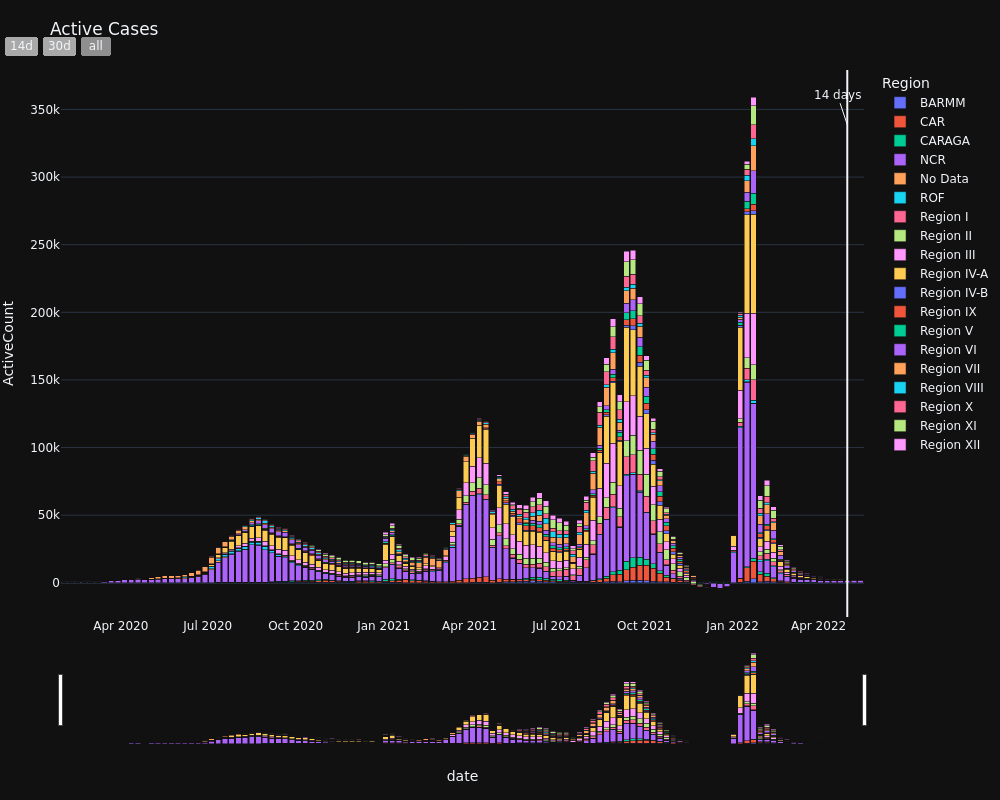 Active Cases
14d 30d all
14 days
350k
300k
250k
200k
150k
100k
50k
0
ActiveCount
Apr 2020 Jul 2020 Oct 2020 Jan 2021 Apr 2021 Jul 2021 Oct 2021 Jan 2022 Apr 2022
date
Region
BARMM
CAR
CARAGA
NCR
No Data
ROF
Region I
Region II
Region III
Region IV-A
Region IV-B
Region IX
Region V
Region VI
Region VII
Region VIII
Region X
Region XI
Region XII